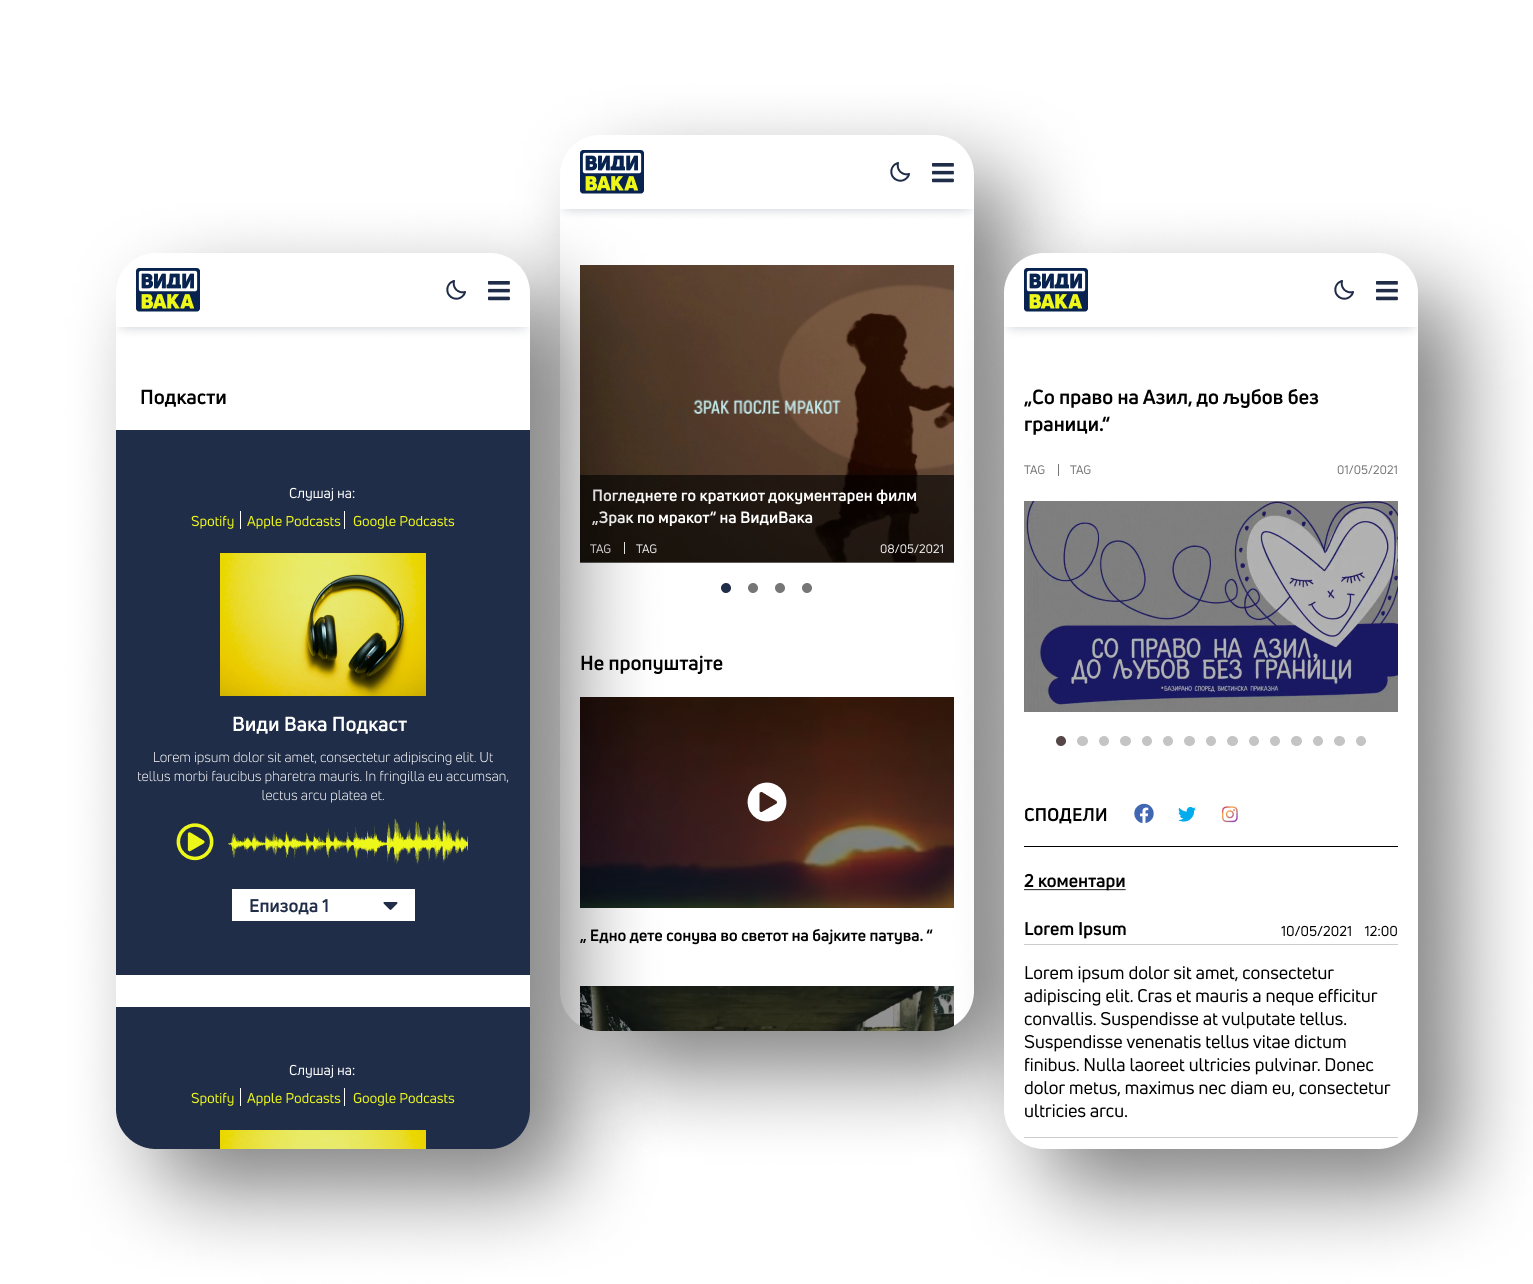 ВИДИ
ВАКА
Подкасти
Слушај на:
Spotify | Apple Podcasts | Google Podcasts
Види Вака Подкаст
Lorem ipsum dolor sit amet, consectetur adipiscing elit. Ut
tellus morbi faucibus pharetra mauris. In fringilla eu accumsan,
lectus arcu platea et.
Епизода 1
Слушај на:
Spotify | Apple Podcasts | Google Podcasts
ВИДИ
ВАКА
ЗРАК ПОСЛЕ МРАКОТ
Погледнете го краткиот документарен филм
„Зрак по мракот“ на ВидиВака
TAG | TAG 08/05/2021
Не пропуштајте
„ Едно дете сонува во светот на бајките патува. “
ВИДИ
ВАКА
„Со право на Азил, до љубов без
граници.“
TAG | TAG 01/05/2021
СО ПРАВО НА АЗИЛ,
ДО ЉУБОВ БЕЗ ГРАНИЦИ
*БАЗИРАНО СПОРЕД ВИСТИНСКА ПРИКАЗНА
СПОДЕЛИ
2 коментари
Lorem Ipsum 10/05/2021 12:00
Lorem ipsum dolor sit amet, consectetur
adipiscing elit. Cras et mauris a neque efficitur
convallis. Suspendisse at vulputate tellus.
Suspendisse venenatis tellus vitae dictum
finibus. Nulla laoreet ultricies pulvinar. Donec
dolor metus, maximus nec diam eu, consectetur
ultricies arcu.